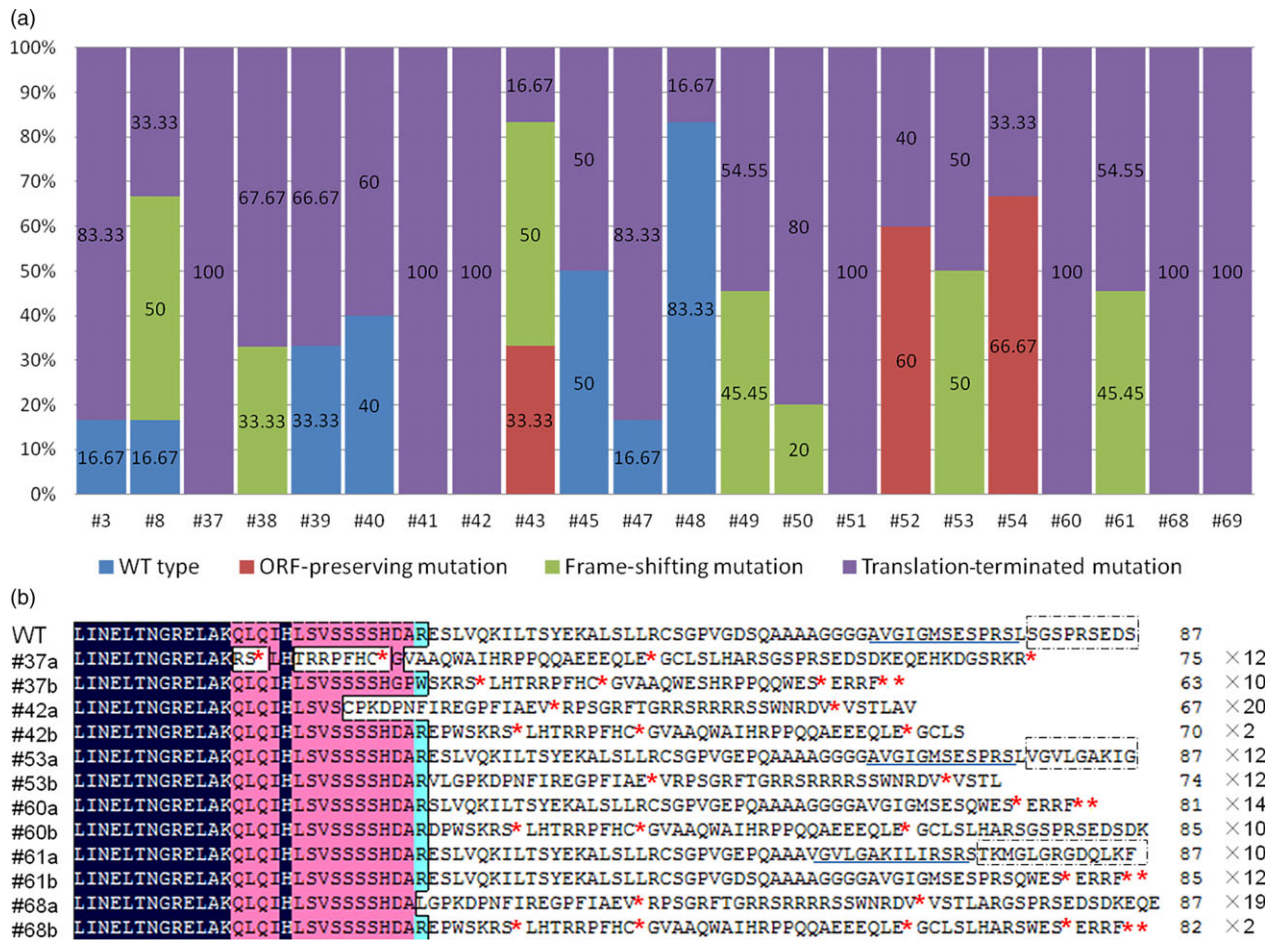 (a)
100%
90%
80%
70%
60%
50%
40%
30%
20%
10%
0%
83.33
16.67
33.33
50
16.67
100
67.67
33.33
66.67
33.33
60
40
100
100
16.67
50
33.33
50
50
83.33
16.67
16.67
83.33
54.55
45.45
80
20
100
40
60
50
50
33.33
66.67
100
54.55
45.45
100
100
#3 #8 #37 #38 #39 #40 #41 #42 #43 #45 #47 #48 #49 #50 #51 #52 #53 #54 #60 #61 #68 #69
WT type ORF-preserving mutation Frame-shifting mutation Translation-terminated mutation
(b)
WT LINELTNGRELAKQLQIHLSVSSSSHDARESLVQKILTSYEKALSLLRCSGPVGDSQAAAAGGGGAVGIGMSESPRSLSGSPRSEDS 87
#37a LINELTNGRELAKRS*LHTRRPFHC*GVAAQWAIHRPPQQAEEEQLE*GCLSLHARSGSPRSEDSDKEQEHKDGSRKR* 75 ×12
#37b LINELTNGRELAKQLQIHLSVSSSSHGPWSKRS*LHTRRPFHC*GVAAQWESHRPPQQWES*ERRF** 63 ×10
#42a LINELTNGRELAKQLQIHLSVSCPKDPNFIREGPFIAEV*RPSGRFTGRRSRRRRSSWNRDV*VSTLAV 67 ×20
#42b LINELTNGRELAKQLQIHLSVSSSSHDAREPWSKRS*LHTRRPFHC*GVAAQWAIHRPPQQAEEEQLE*GCLS 70 ×2
#53a LINELTNGRELAKQLQIHLSVSSSSHDARESLVQKILTSYEKALSLLRCSGPVGEPQAAAAGGGGAVGIGMSESPRSLVGVLGAKIG 87 ×12
#53b LINELTNGRELAKQLQIHLSVSSSSHDARVLGPKDPNFIREGPFIAE*VRPSGRFTGRRSRRRRSSWNRDV*VSTL 74 ×12
#60a LINELTNGRELAKQLQIHLSVSSSSHDARSLVQKILTSYEKALSLLRCSGPVGEPQAAAAGGGGAVGIGMSESQWES*ERRF** 81 ×14
#60b LINELTNGRELAKQLQIHLSVSSSSHDARDPWSKRS*LHTRRPFHC*GVAAQWAIHRPPQQAEEEQLE*GCLSLHARSGSPRSEDSDK 85 ×10
#61a LINELTNGRELAKQLQIHLSVSSSSHDARESLVQKILTSYEKALSLLRCSGPVGEPQAAAVGVLGAKILIRSRSTKMGLGRGDQLKF 87 ×10
#61b LINELTNGRELAKQLQIHLSVSSSSHDARESLVQKILTSYEKALSLLRCSGPVGEPQAAAAGGGGAVGIGMSESPRSQWES*ERRF** 85 ×12
#68a LINELTNGRELAKQLQIHLSVSSSSHDALGPKDPNFIREGPFIAEV*RPSGRFTGRRSRRRRSSWNRDV*VSTLARGSPRSEDSDKEQE 87 ×19
#68b LINELTNGRELAKQLQIHLSVSSSSHDAREPWSKRS*LHTRRPFHC*GVAAQWAIHRPPQQAEEEQLE*GCLSLHARSWES*ERRF** 82 ×2